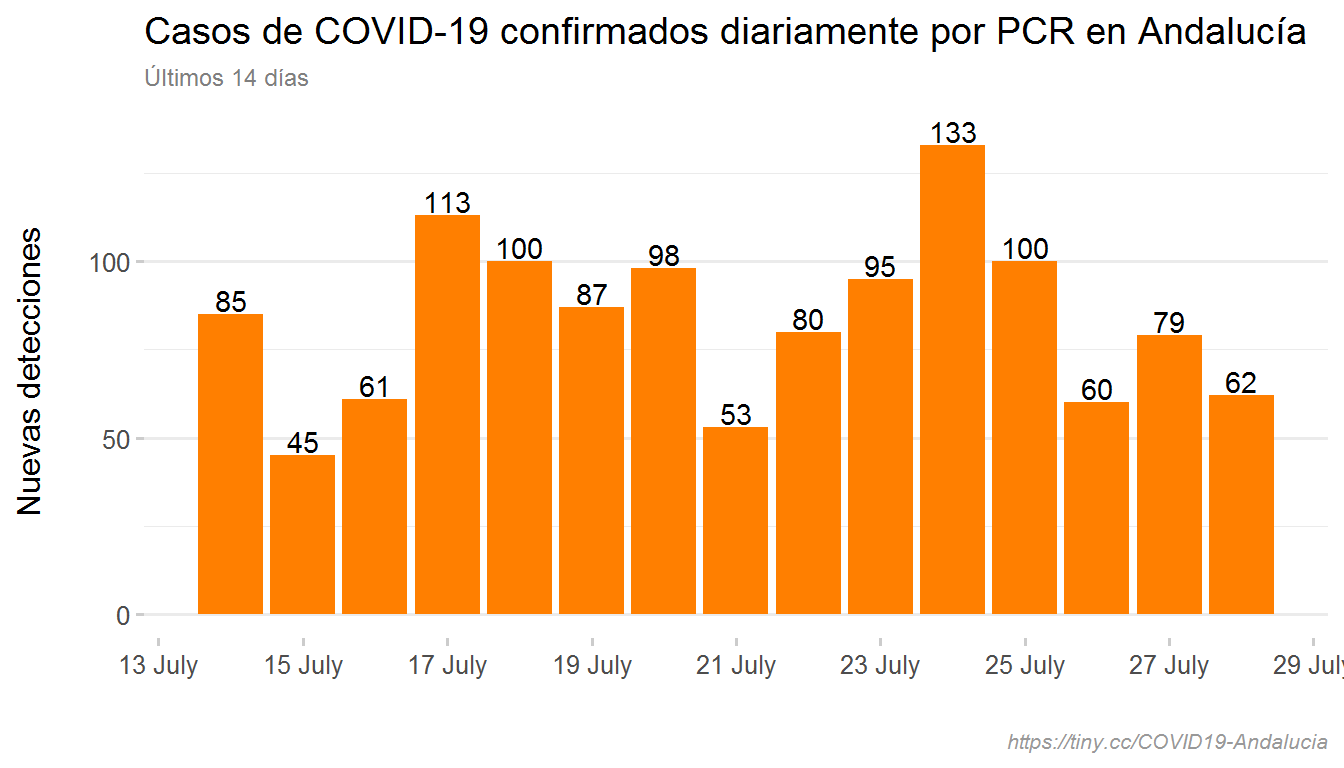 Casos de COVID-19 confirmados diariamente por PCR en Andalucía
Últimos 14 días
Nuevas detecciones
133
113
100
98
100
95
87
85
80
79
61
60
62
53
45
100
50
0
13 July
15 July
17 July
19 July
21 July
23 July
25 July
27 July
29 July
https://tiny.cc/COVID19-Andalucia